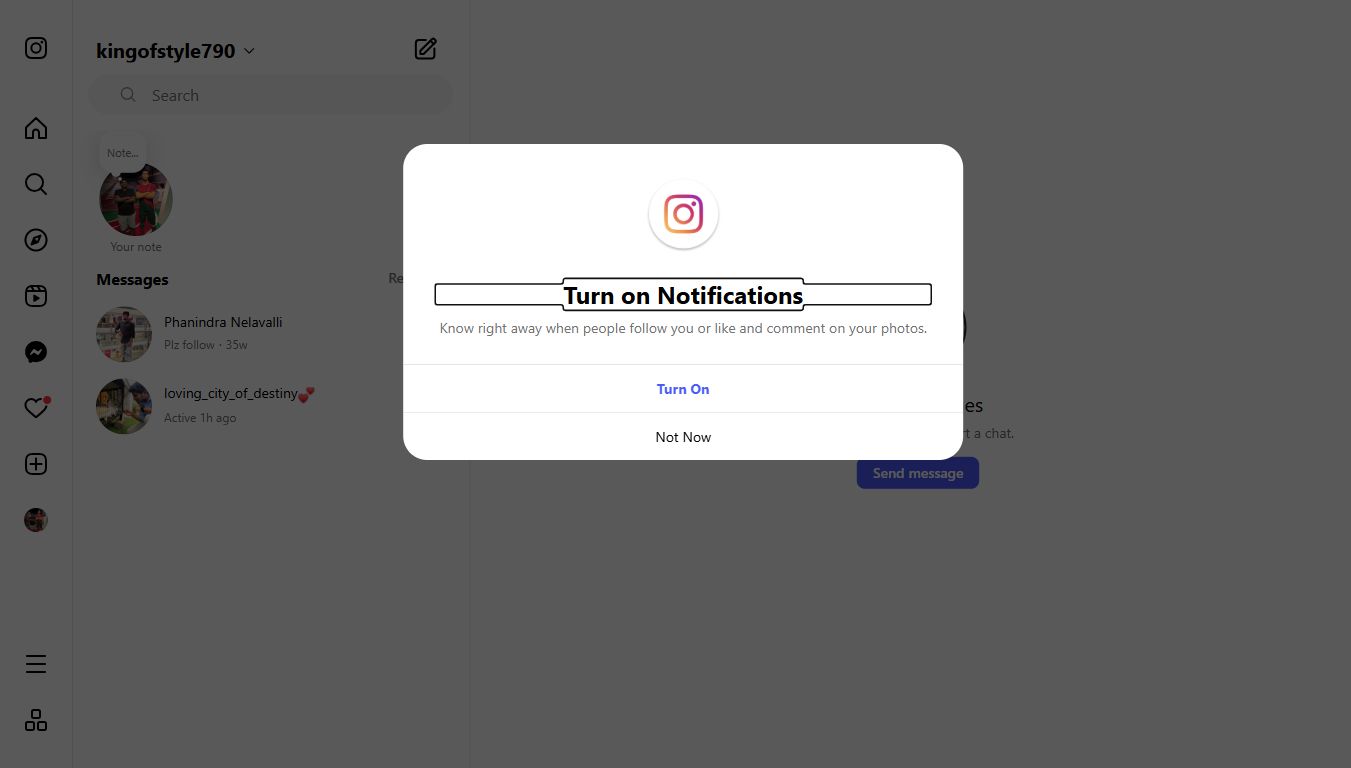 kingofstyle790
Search
Note...
Your note
Messages
Re
Phanindra Nelavalli
Plz follow · 35w
loving_city_of_destiny💕
Active 1h ago
Turn on Notifications
Know right away when people follow you or like and comment on your photos.
Turn On
Not Now
es
t a chat.
Send message